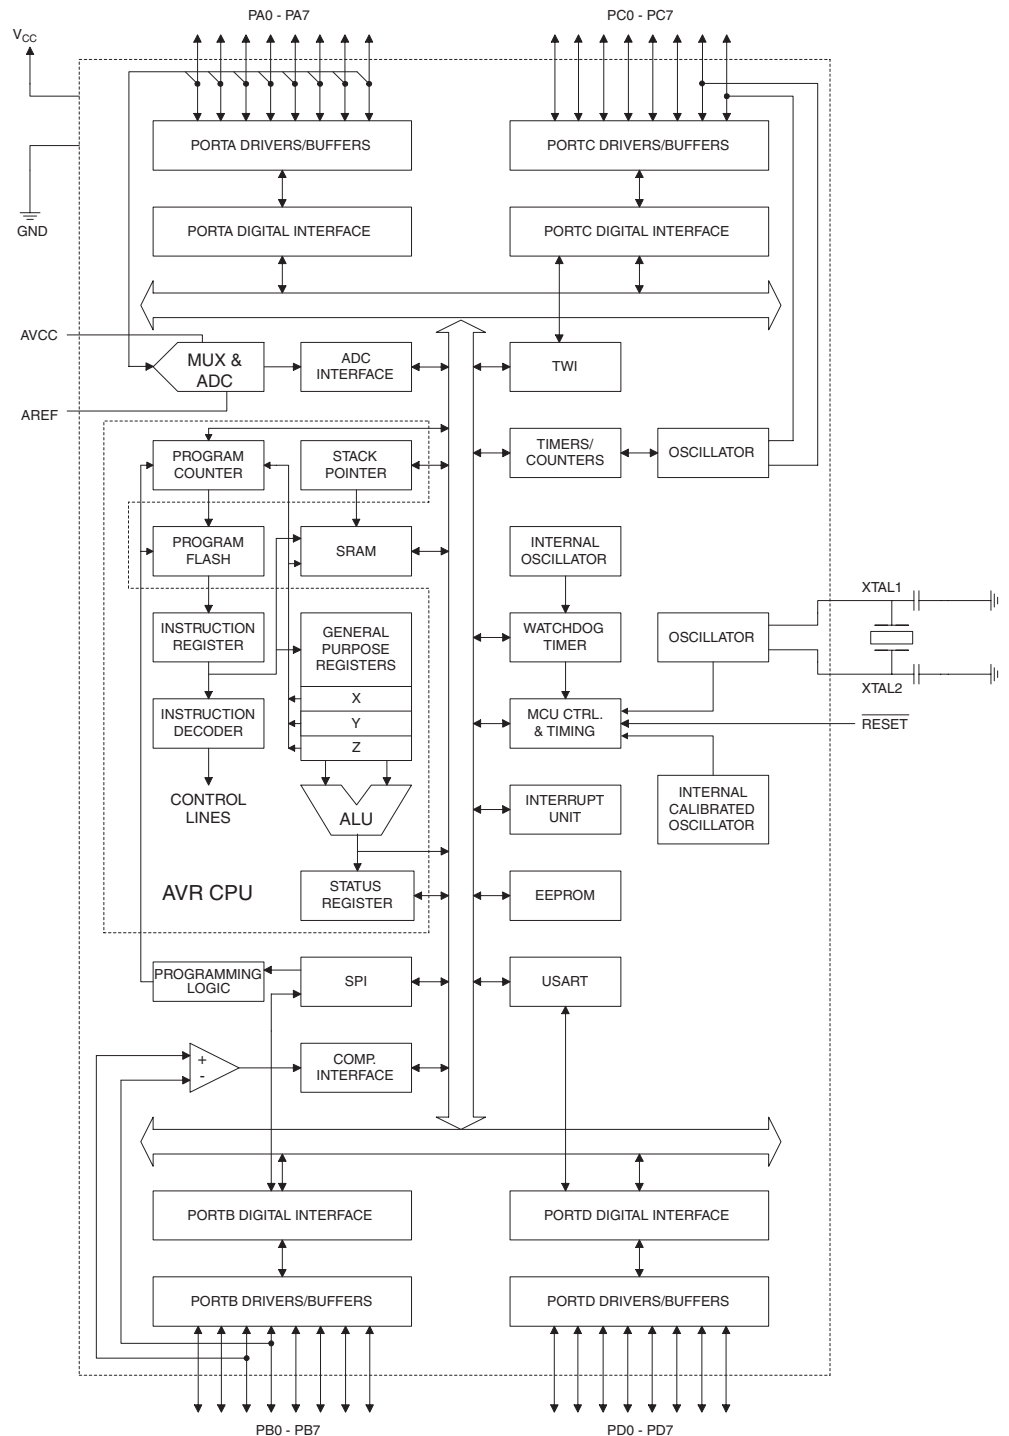 PA0 - PA7
PC0 - PC7
VCC
PORTA DRIVERS/BUFFERS
PORTC DRIVERS/BUFFERS
GND
PORTA DIGITAL INTERFACE
PORTC DIGITAL INTERFACE
AVCC
MUX &
ADC
ADC
INTERFACE
TWI
AREF
PROGRAM
COUNTER
STACK
POINTER
TIMERS/
COUNTERS
OSCILLATOR
PROGRAM
FLASH
SRAM
INTERNAL
OSCILLATOR
XTAL1
INSTRUCTION
REGISTER
GENERAL
PURPOSE
REGISTERS
WATCHDOG
TIMER
OSCILLATOR
XTAL2
X
INSTRUCTION
DECODER
Y
Z
MCU CTRL.
& TIMING
RESET
CONTROL
LINES
ALU
INTERRUPT
UNIT
INTERNAL
CALIBRATED
OSCILLATOR
AVR CPU
STATUS
REGISTER
EEPROM
PROGRAMMING
LOGIC
SPI
USART
+
-
COMP.
INTERFACE
PORTB DIGITAL INTERFACE
PORTD DIGITAL INTERFACE
PORTB DRIVERS/BUFFERS
PORTD DRIVERS/BUFFERS
PB0 - PB7
PD0 - PD7